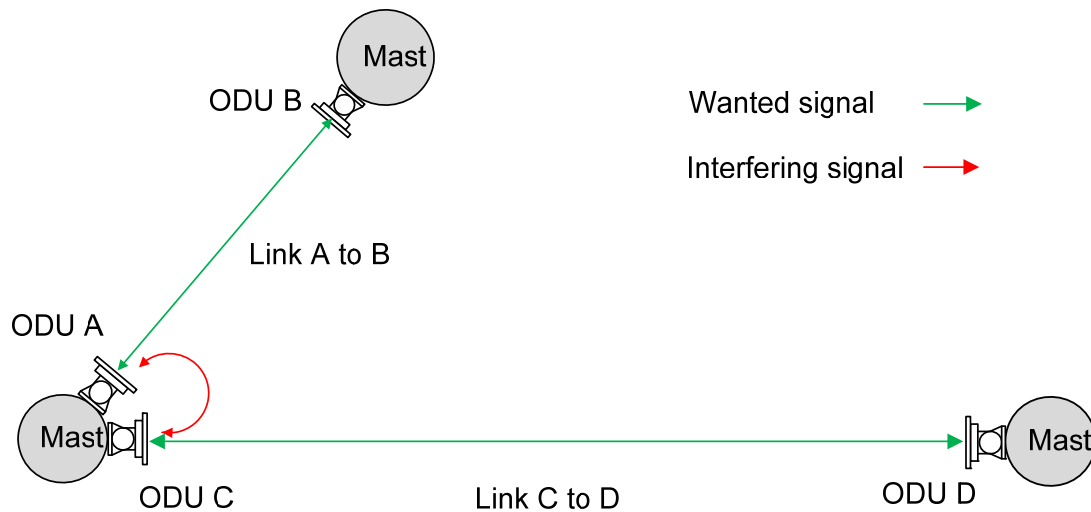 Mast
ODU B
Wanted signal
Interfering signal
Link A to B
ODU A
Mast
Mast
ODU C
Link C to D
ODU D